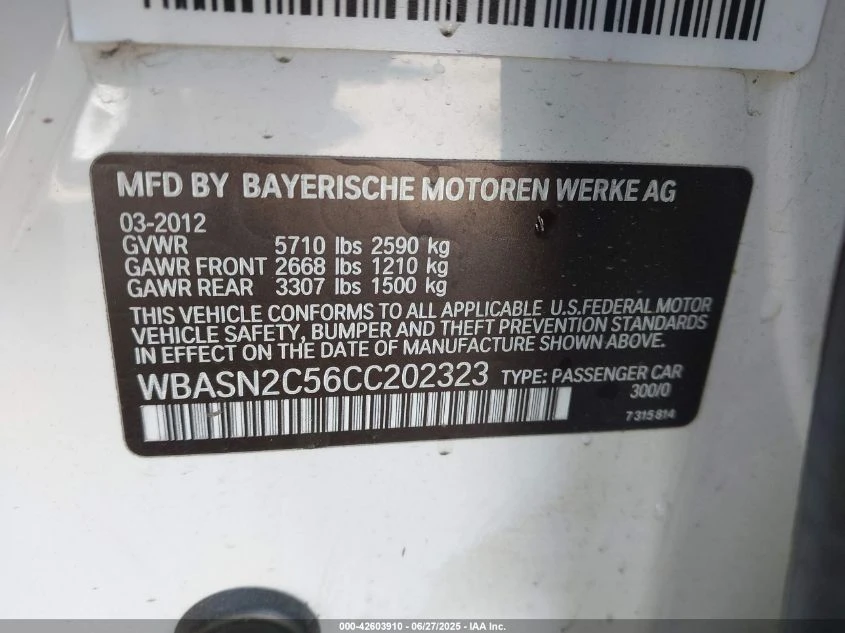 MFD BY BAYERISCHE MOTOREN WERKE AG
03-2012
GVWR 5710 lbs 2590 kg
GAWR FRONT 2668 lbs 1210 kg
GAWR REAR 3307 lbs 1500 kg
THIS VEHICLE CONFORMS TO ALL APPLICABLE U.S.FEDERAL MOTOR
VEHICLE SAFETY, BUMPER AND THEFT PREVENTION STANDARDS
IN EFFECT ON THE DATE OF MANUFACTURE SHOWN ABOVE.
WBASN2C56CC202323 TYPE: PASSENGER CAR
300/0
7315814
000-42603910 - 06/27/2025 - IAA Inc.